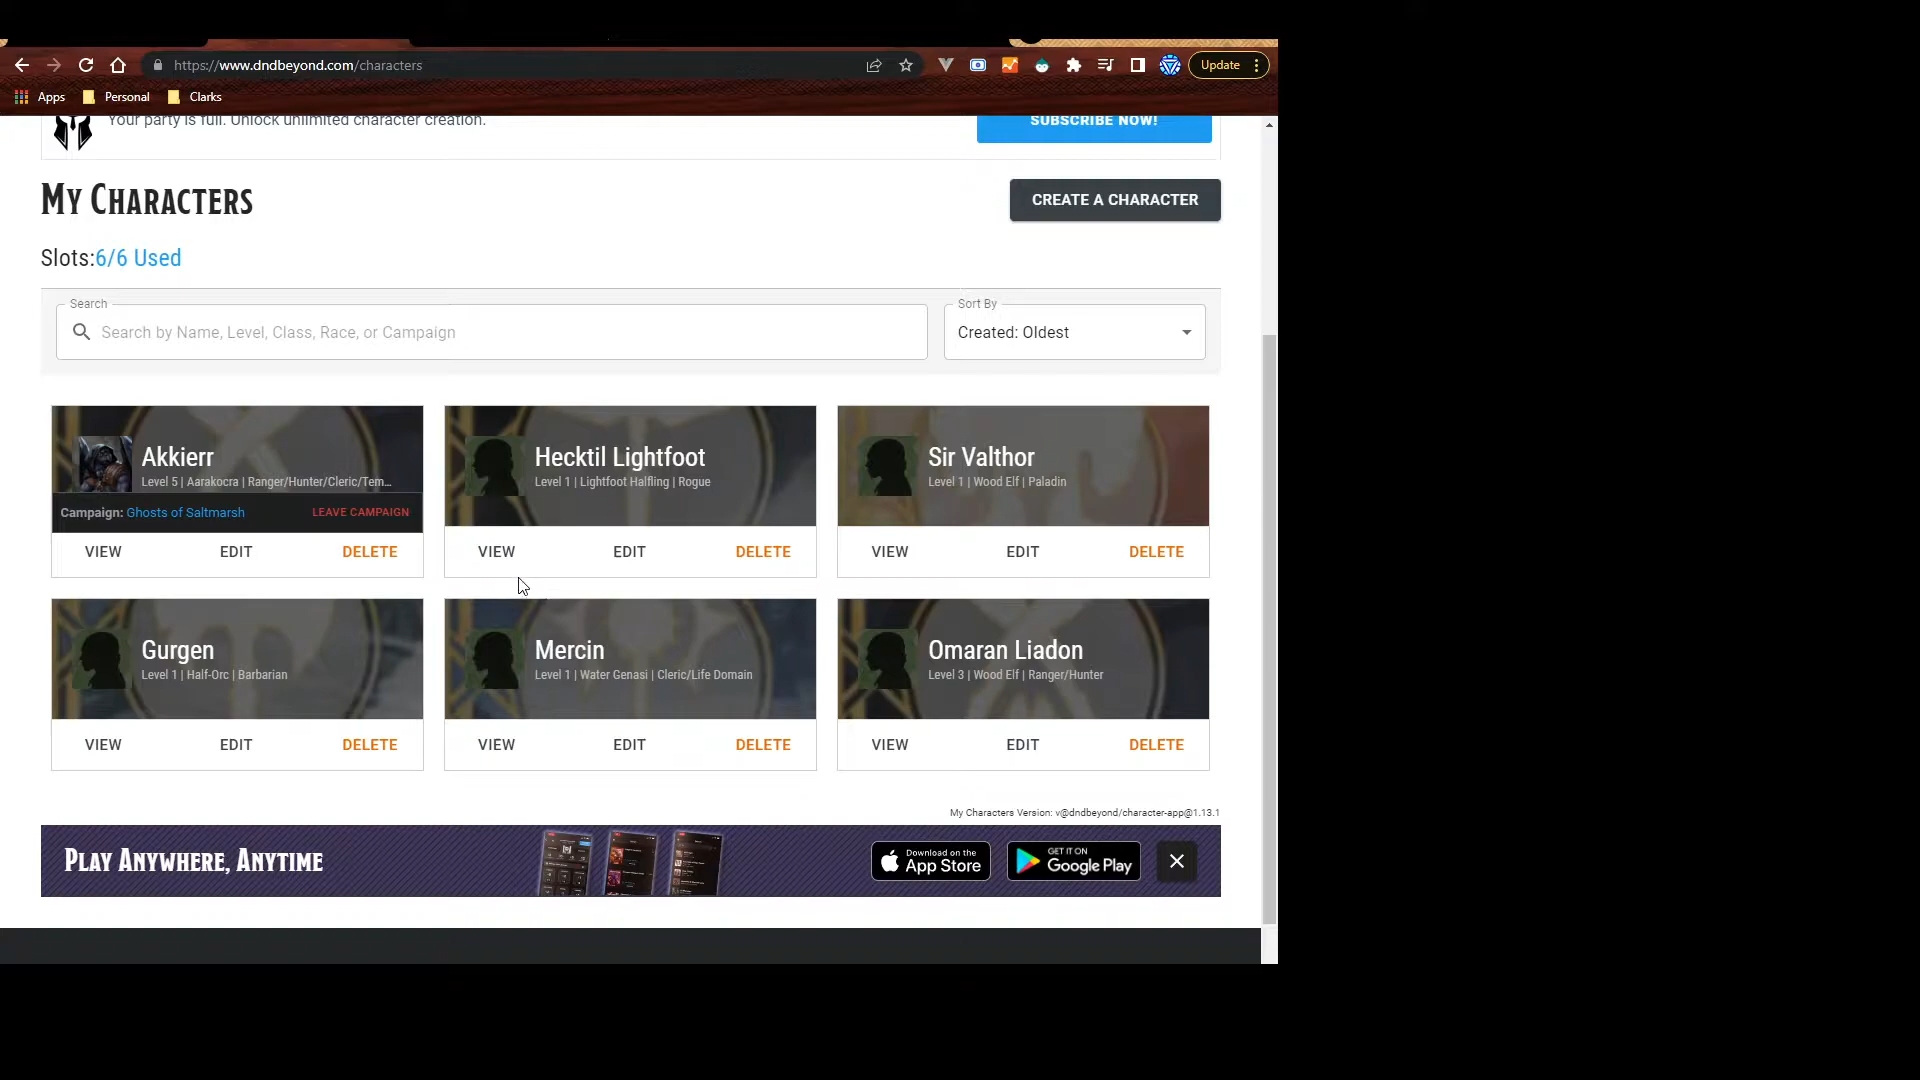 https://www.dndbeyond.com/characters
Update
Apps
Personal
Clarks
Your party is full. Unlock unlimited character creation.
SUBSCRIBE NOW!
My Characters
CREATE A CHARACTER
Slots:6/6 Used
Search
Search by Name, Level, Class, Race, or Campaign
Sort By
Created: Oldest
Akkierr
Level 5 | Aarakocra | Ranger/Hunter/Cleric/Tem...
Campaign: Ghosts of Saltmarsh
LEAVE CAMPAIGN
VIEW EDIT DELETE
Hecktil Lightfoot
Level 1 | Lightfoot Halfling | Rogue
VIEW EDIT DELETE
Sir Valthor
Level 1 | Wood Elf | Paladin
VIEW EDIT DELETE
Gurgen
Level 1 | Half-Orc | Barbarian
VIEW EDIT DELETE
Mercin
Level 1 | Water Genasi | Cleric/Life Domain
VIEW EDIT DELETE
Omaran Liadon
Level 3 | Wood Elf | Ranger/Hunter
VIEW EDIT DELETE
My Characters Version: v@dndbeyond/character-app@1.13.1
Play Anywhere, Anytime
Download on the
App Store
GET IT ON
Google Play